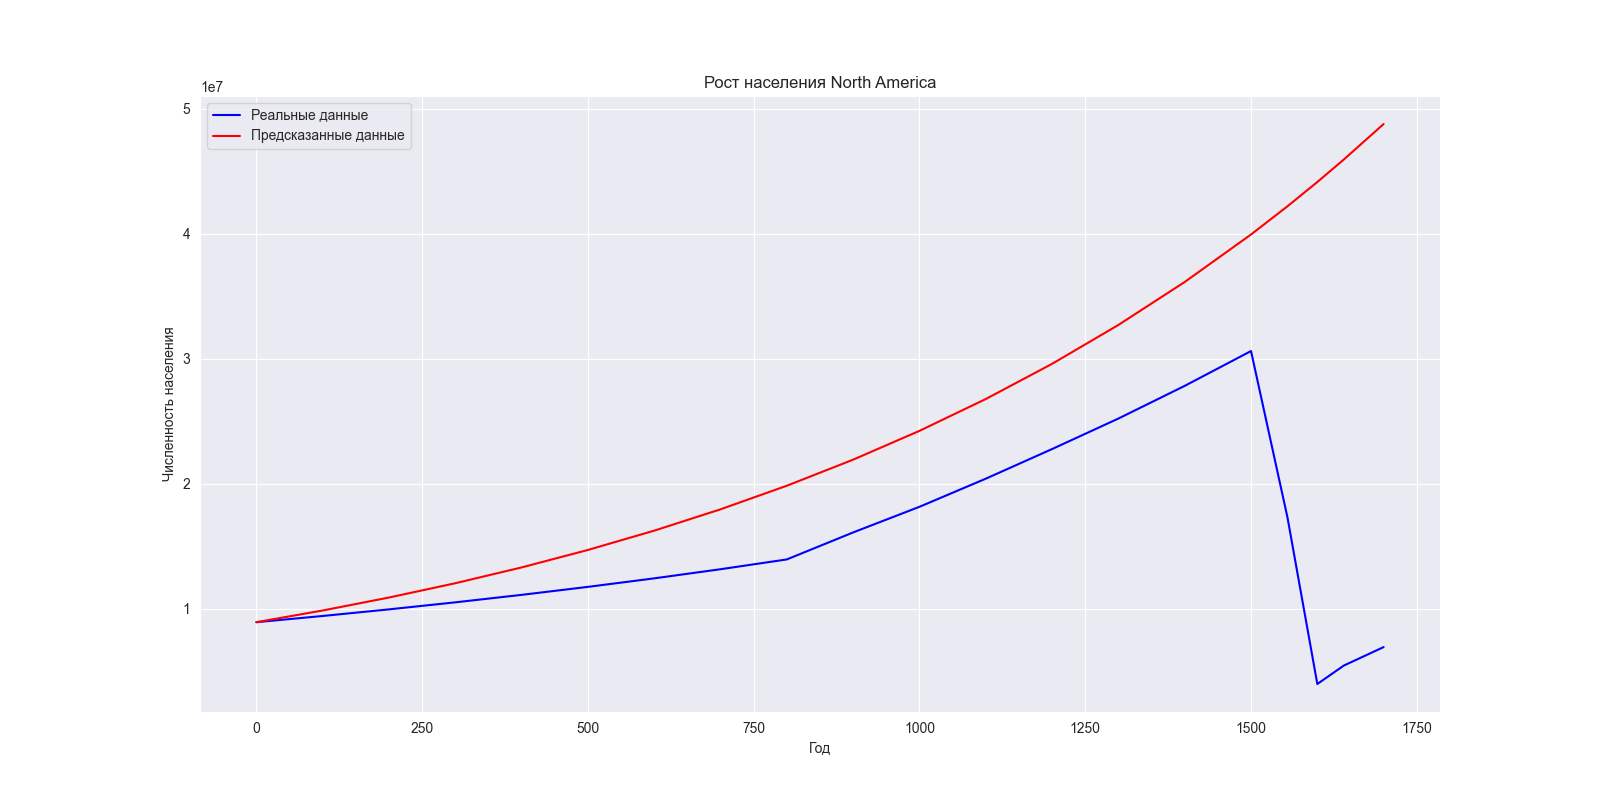 Рост населения North America
1e7
Реальные данные
Предсказанные данные
5
4
3
2
1
Численность населения
0 250 500 750 1000 1250 1500 1750
Год